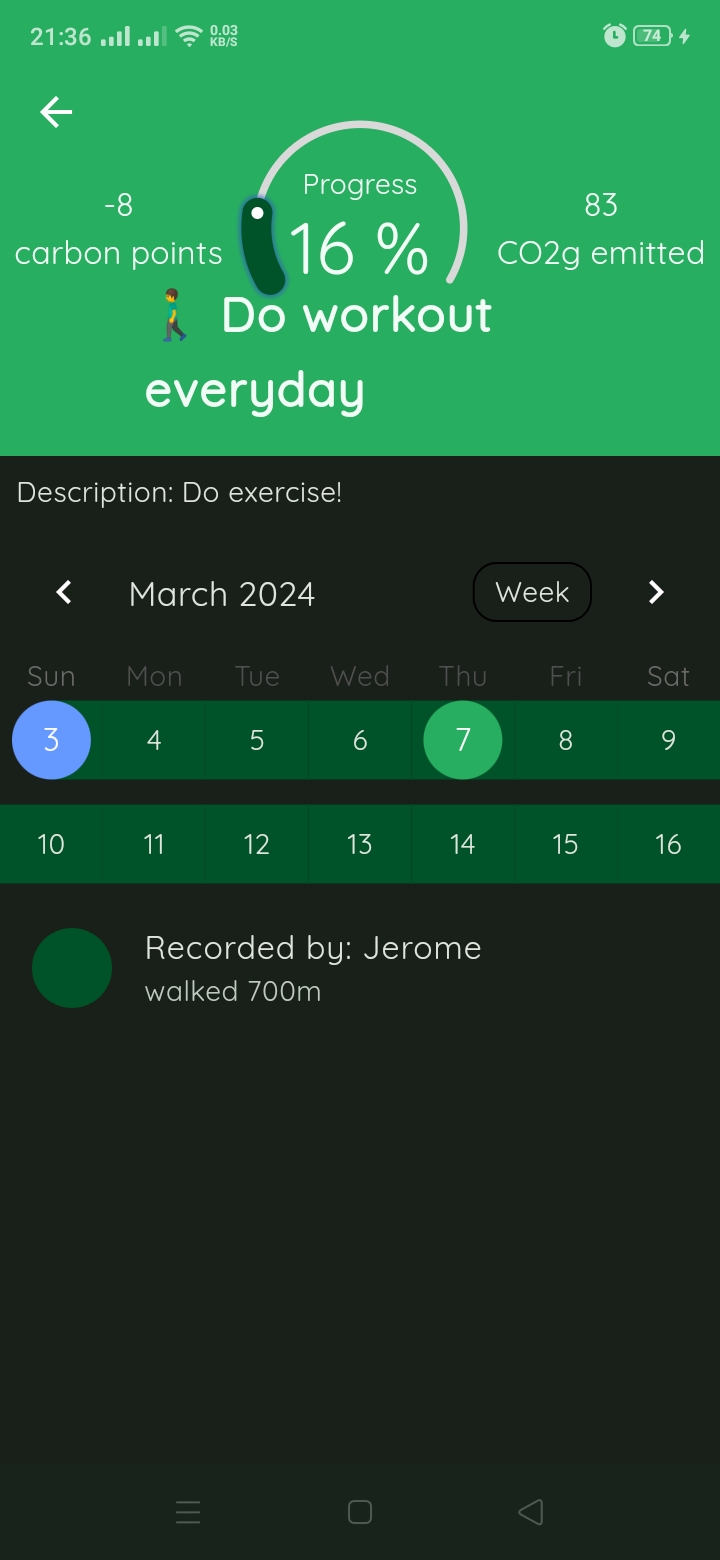 21:36 0.03 KB/S 74
Progress
-8 16 % 83
carbon points CO2g emitted
🚶‍♂️ Do workout
everyday
Description: Do exercise!
March 2024 Week
Sun Mon Tue Wed Thu Fri Sat
3 4 5 6 7 8 9
10 11 12 13 14 15 16
Recorded by: Jerome
walked 700m